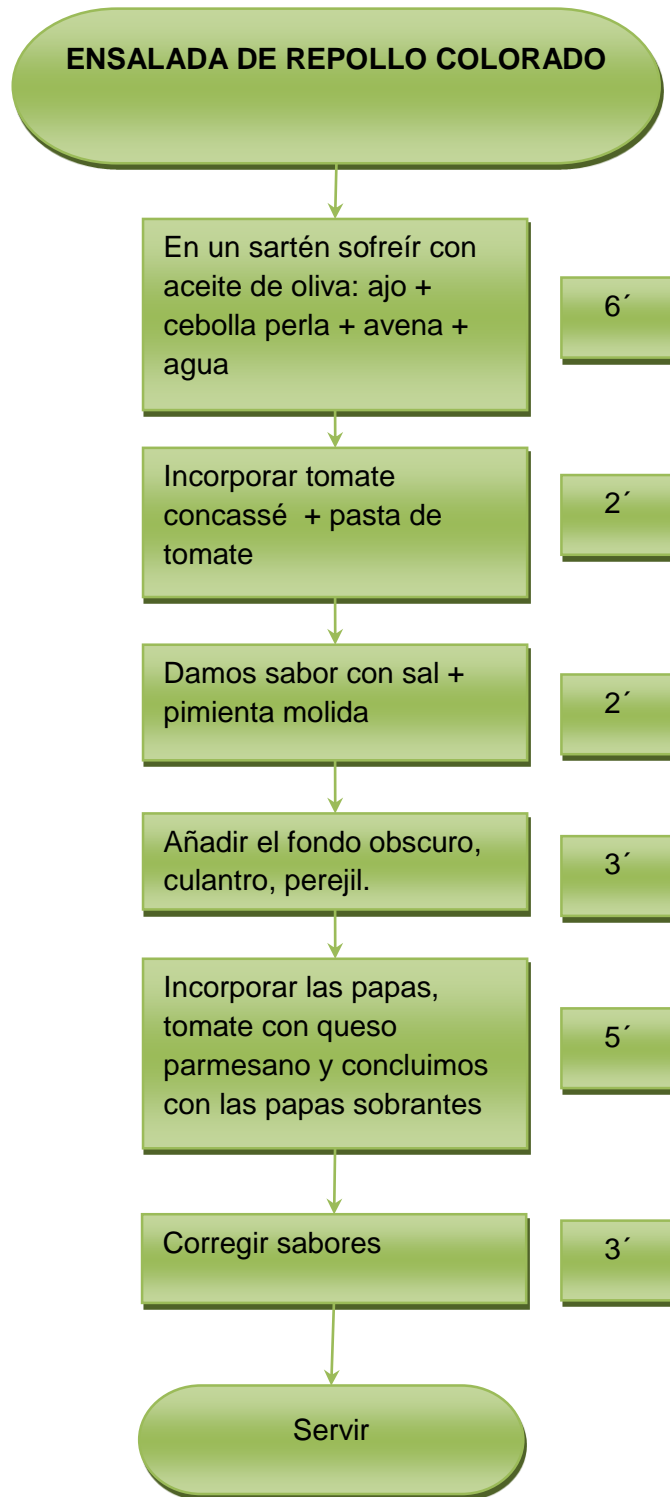 ENSALADA DE REPOLLO COLORADO
En un sartén sofreír con
aceite de oliva: ajo +
cebolla perla + avena +
agua
6´
Incorporar tomate
concassé  + pasta de
tomate
2´
Damos sabor con sal +
pimienta molida
2´
Añadir el fondo obscuro,
culantro, perejil.
3´
Incorporar las papas,
tomate con queso
parmesano y concluimos
con las papas sobrantes
5´
Corregir sabores
3´
Servir